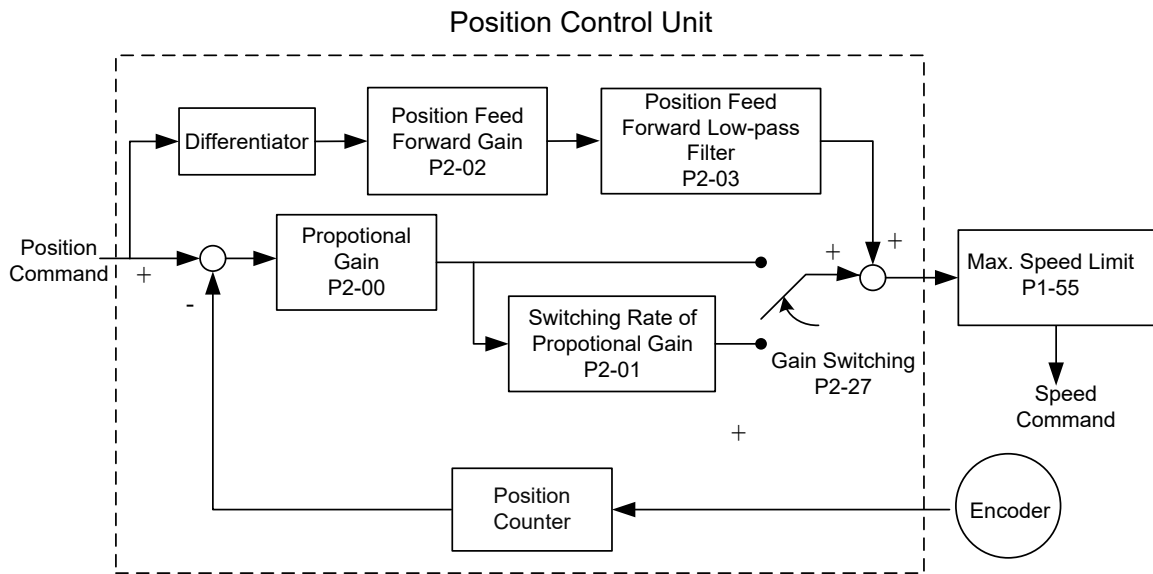 Position Control Unit
Differentiator
Position Feed
Forward Gain
P2-02
Position Feed
Forward Low-pass
Filter
P2-03
Position
Command
+
-
Propotional
Gain
P2-00
Switching Rate of
Propotional Gain
P2-01
+
+
Gain Switching
P2-27
Max. Speed Limit
P1-55
Speed
Command
+
Position
Counter
Encoder